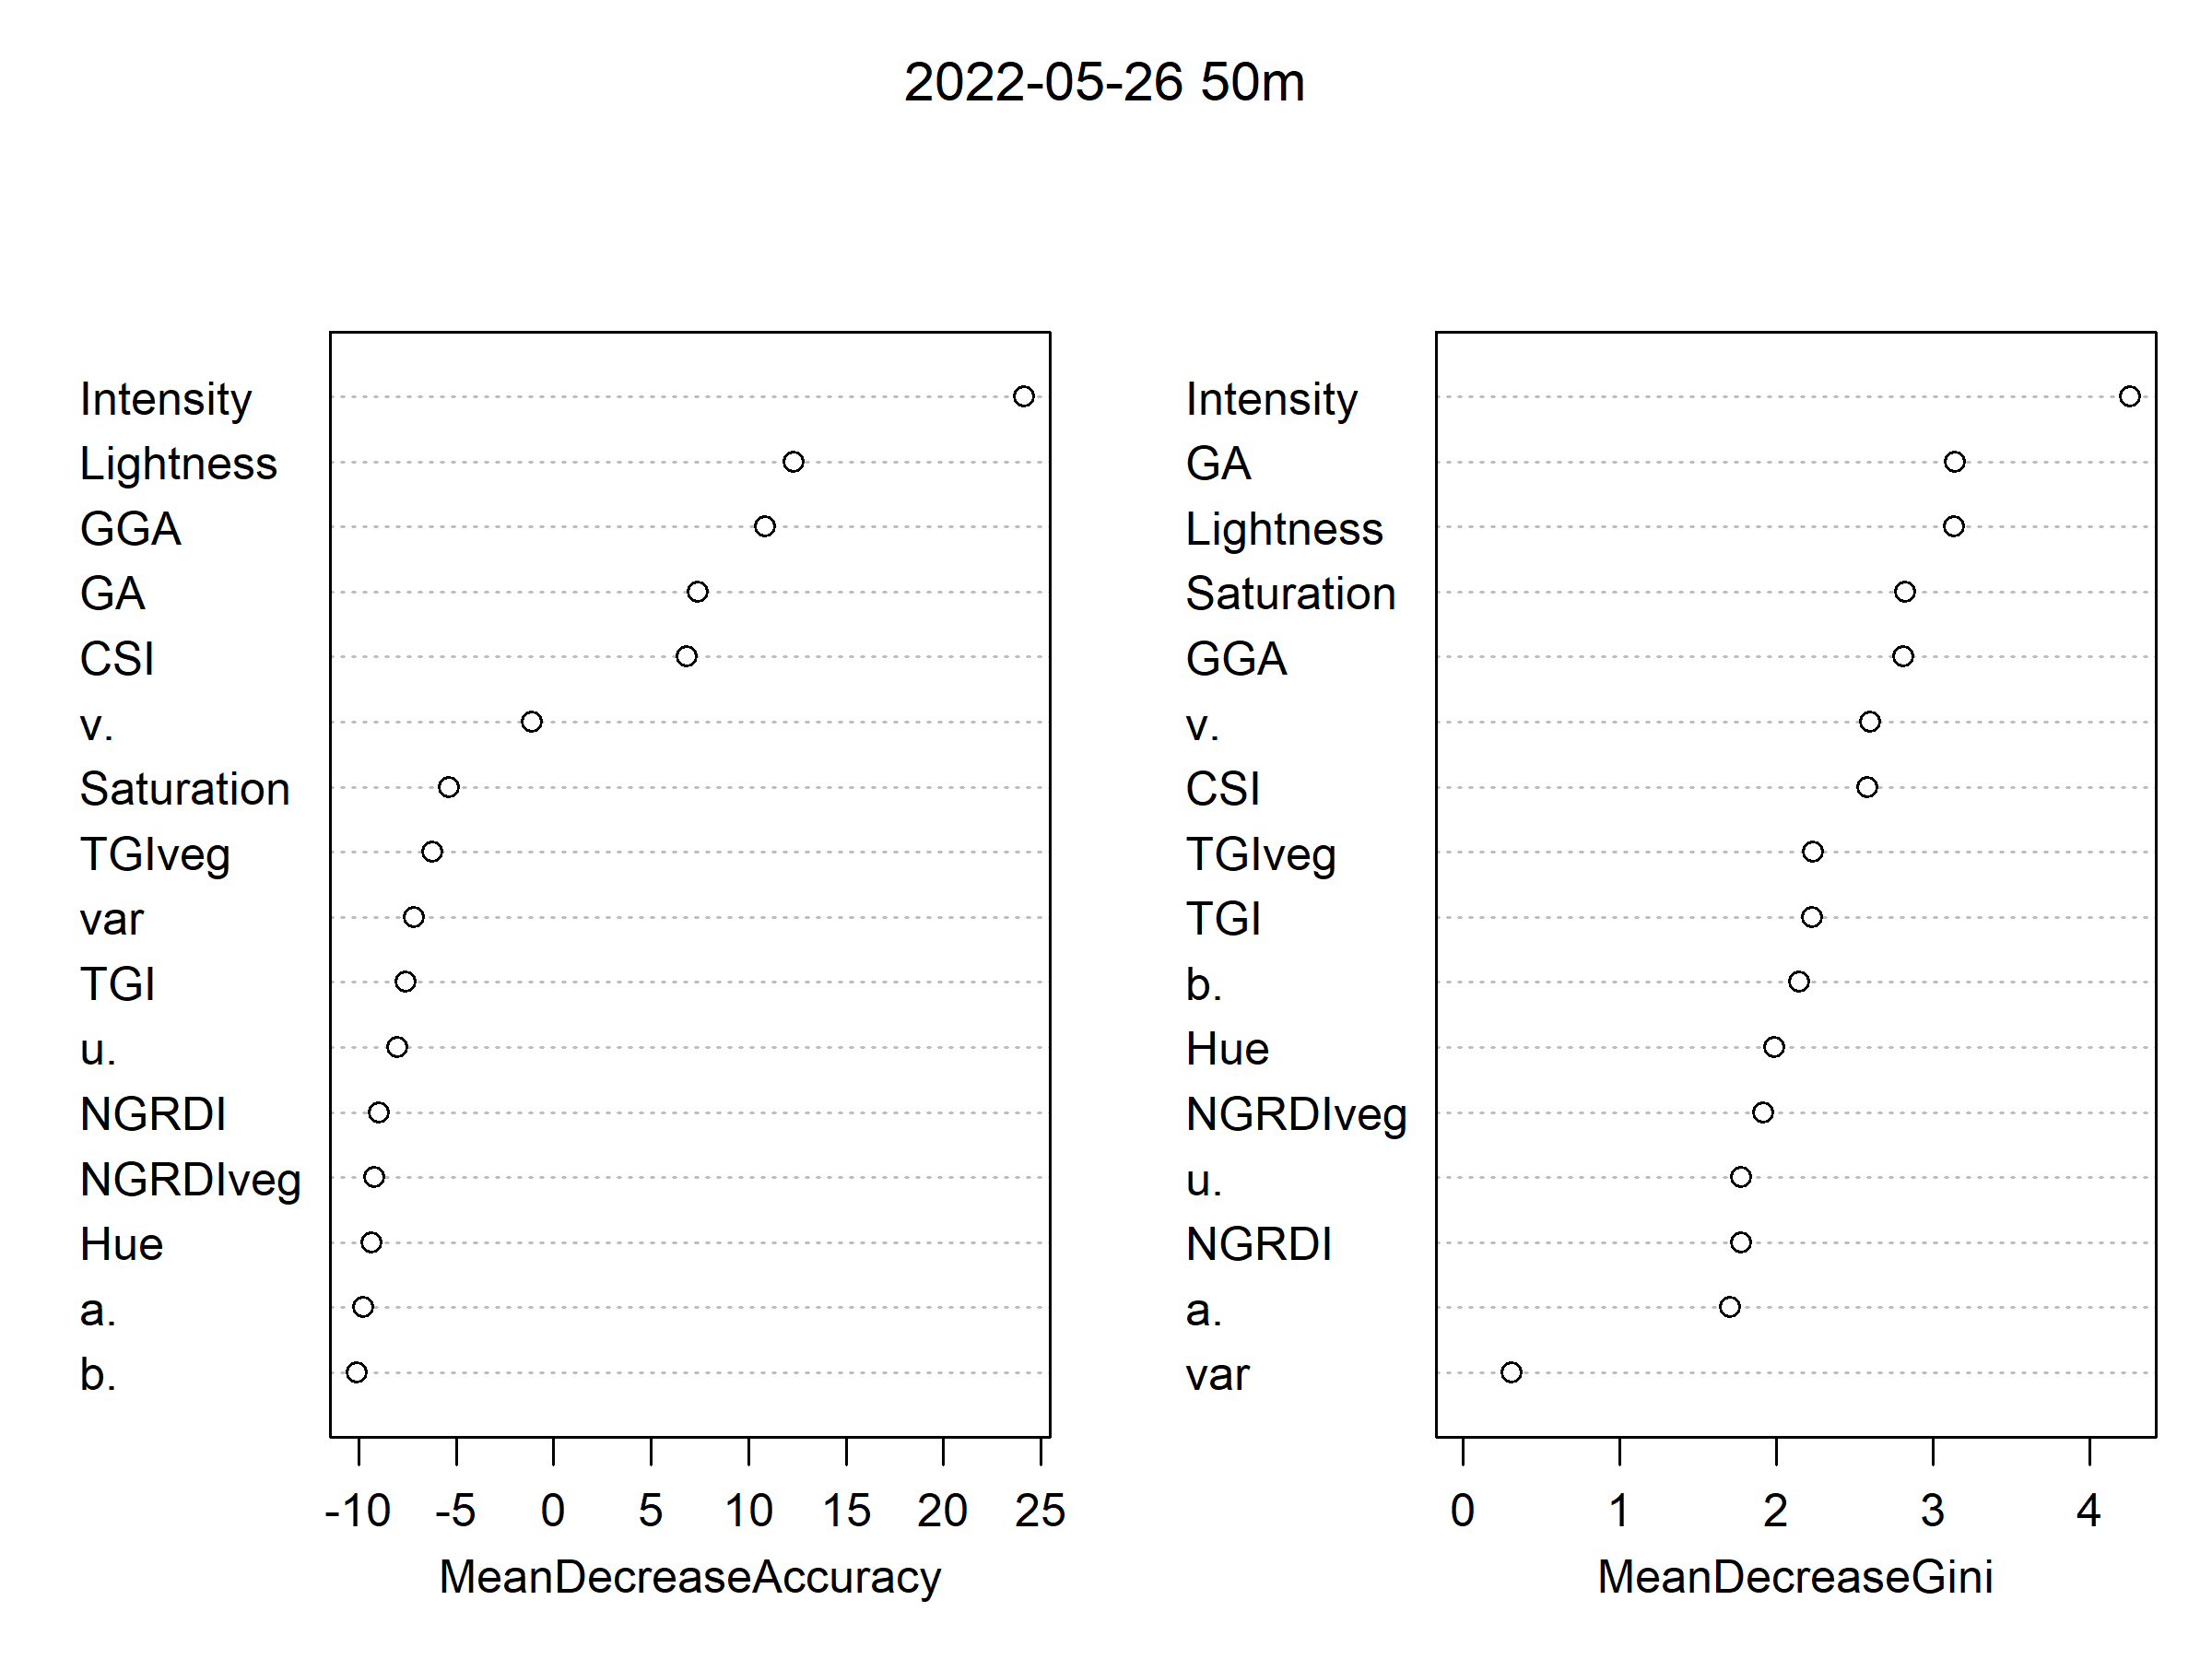 2022-05-26 50m
Intensity
Lightness
GGA
GA
CSI
v.
Saturation
TGIveg
var
TGI
u.
NGRDI
NGRDIveg
Hue
a.
b.
-10 -5 0 5 10 15 20 25
MeanDecreaseAccuracy
Intensity
GA
Lightness
Saturation
GGA
v.
CSI
TGIveg
TGI
b.
Hue
NGRDIveg
u.
NGRDI
a.
var
0 1 2 3 4
MeanDecreaseGini